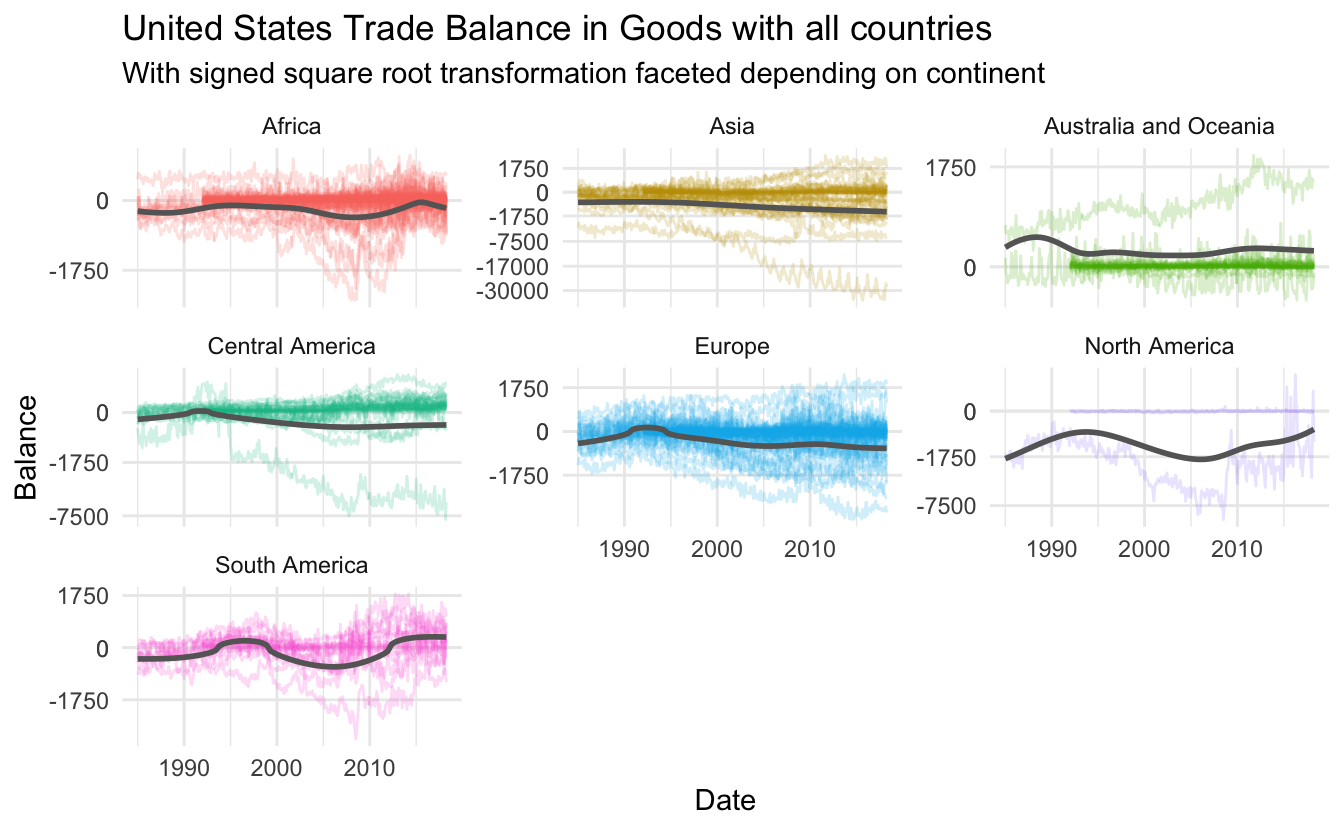 United States Trade Balance in Goods with all countries
With signed square root transformation faceted depending on continent
Africa
0
-1750
Asia
1750
0
-1750
-7500
-17000
-30000
Australia and Oceania
1750
0
Central America
0
-1750
-7500
Europe
1750
0
-1750
1990 2000 2010
North America
0
-1750
-7500
1990 2000 2010
South America
1750
0
-1750
1990 2000 2010
Balance
Date